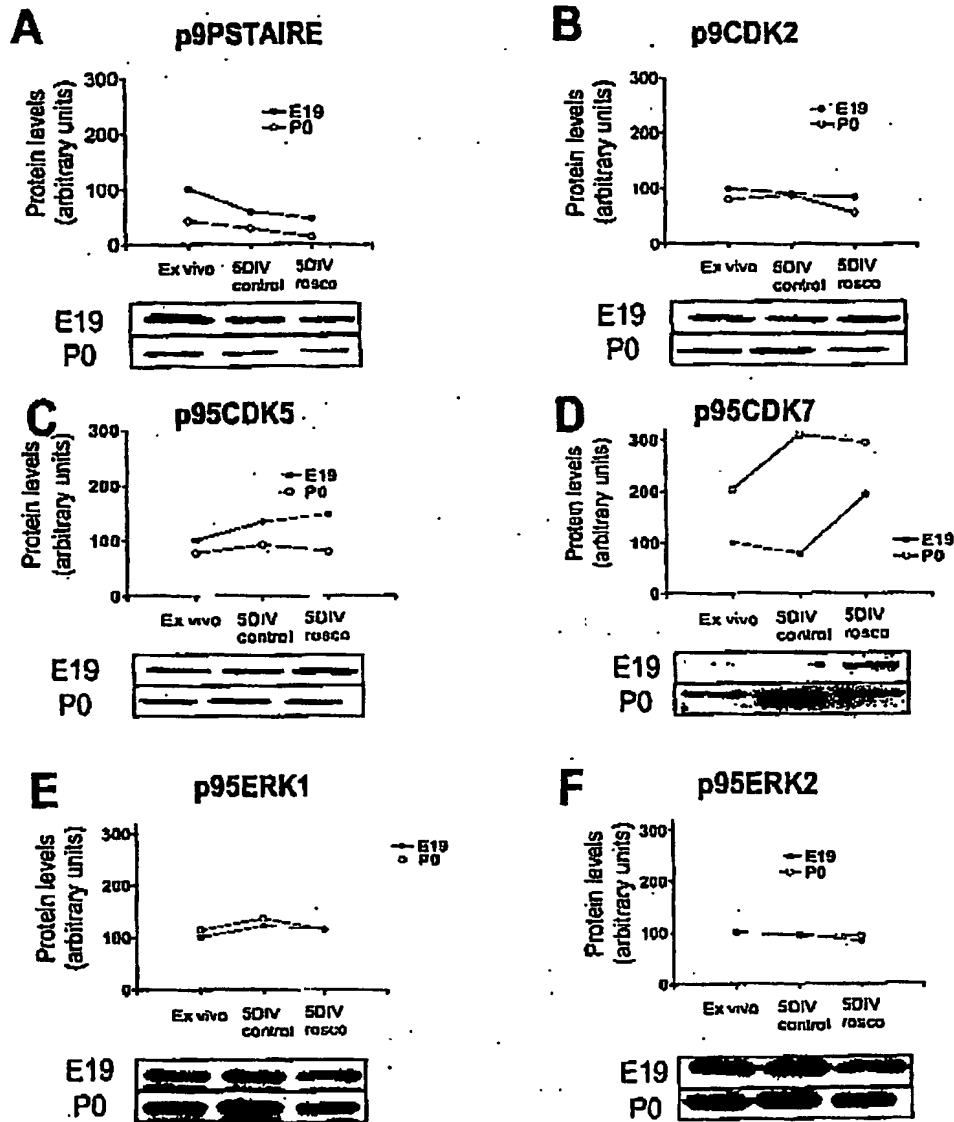 A
p9PSTAIRE
Protein levels
(arbitrary units)
300
200
100
0
E19
P0
Ex vivo 5DIV 5DIV
control rosco
E19
P0
B
p9CDK2
Protein levels
(arbitrary units)
300
200
100
0
E19
P0
Ex vivo 5DIV 5DIV
control rosco
E19
P0
C
p95CDK5
Protein levels
(arbitrary units)
300
200
100
0
E19
P0
Ex vivo 5DIV 5DIV
control rosco
E19
P0
D
p95CDK7
Protein levels
(arbitrary units)
300
200
100
0
E19
P0
Ex vivo 5DIV 5DIV
control rosco
E19
P0
E
p95ERK1
Protein levels
(arbitrary units)
300
200
100
0
E19
P0
Ex vivo 5DIV 5DIV
control rosco
E19
P0
F
p95ERK2
Protein levels
(arbitrary units)
300
200
100
0
E19
P0
Ex vivo 5DIV 5DIV
control rosco
E19
P0